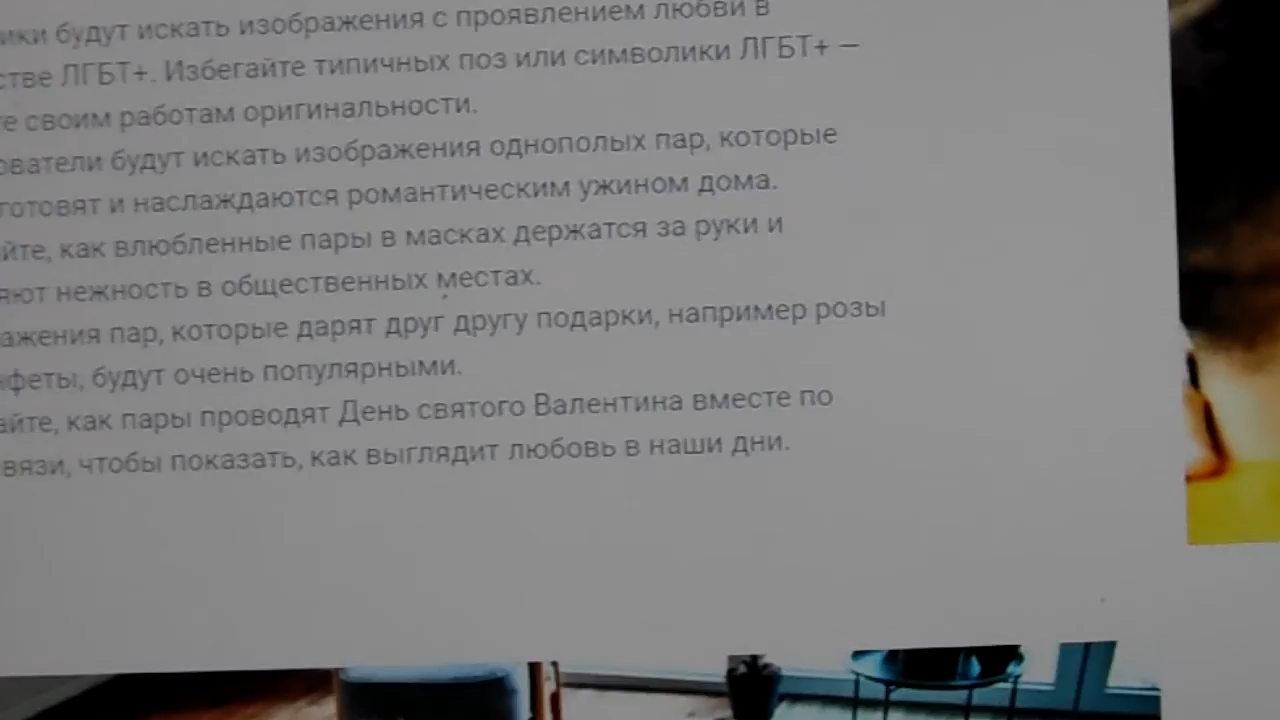 ики будут искать изображения с проявлением любви в
стве ЛГБТ+. Избегайте типичных поз или символики ЛГБТ+ —
те своим работам оригинальности.
ователи будут искать изображения однополых пар, которые
готовят и наслаждаются романтическим ужином дома.
йте, как влюбленные пары в масках держатся за руки и
яют нежность в общественных местах.
ажения пар, которые дарят друг другу подарки, например розы
нфеты, будут очень популярными.
айте, как пары проводят День святого Валентина вместе по
вязи, чтобы показать, как выглядит любовь в наши дни.